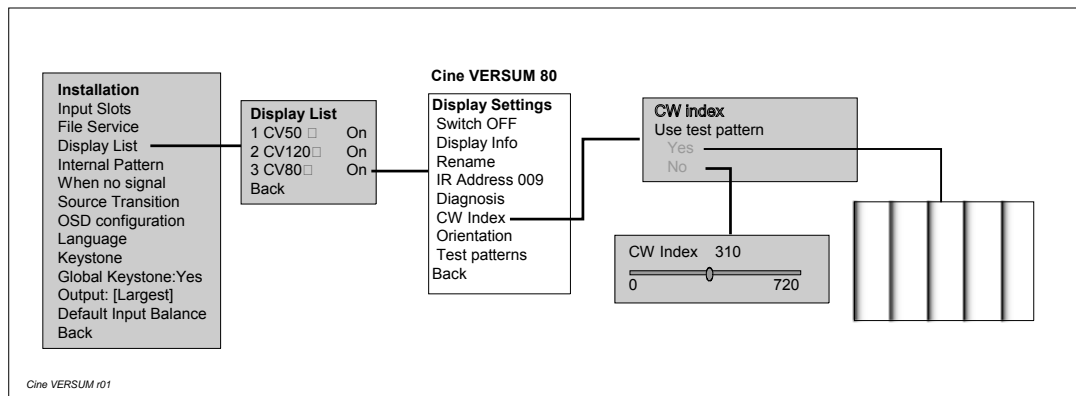 Installation
Input Slots
File Service
Display List
Internal Pattern
When no signal
Source Transition
OSD configuration
Language
Keystone
Global Keystone:Yes
Output: [Largest]
Default Input Balance
Back
Display List
1 CV50 □ On
2 CV120□ On
3 CV80□ On
Back
Cine VERSUM 80
Display Settings
Switch OFF
Display Info
Rename
IR Address 009
Diagnosis
CW Index
Orientation
Test patterns
Back
CW index
Use test pattern
Yes
No
CW Index 310
0 720
Cine VERSUM r01